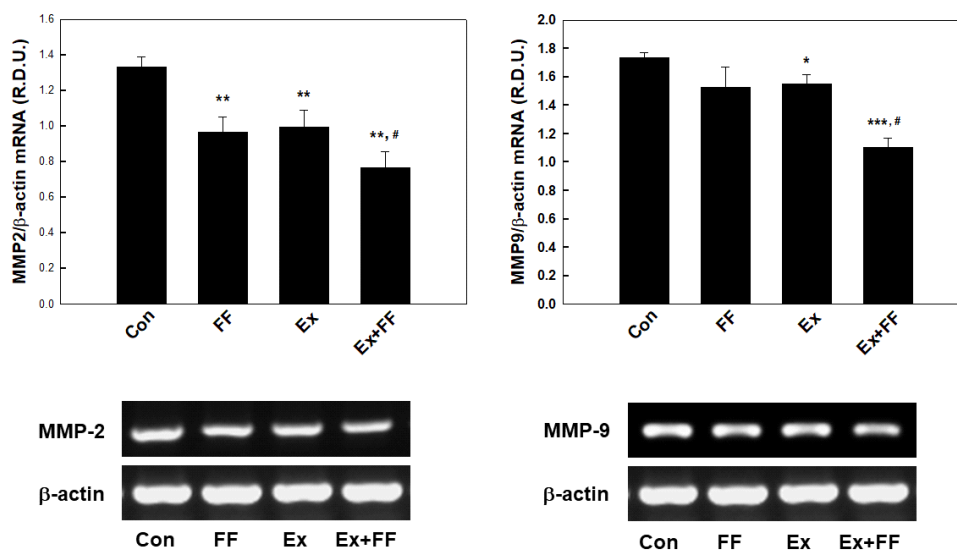 MMP2/β-actin mRNA (R.D.U.)
1.6
1.4
1.2
1.0
0.8
0.6
0.4
0.2
0.0
**
**
**, #
Con
FF
Ex
Ex+FF
MMP9/β-actin mRNA (R.D.U.)
2.0
1.8
1.6
1.4
1.2
1.0
0.8
0.6
0.4
0.2
0.0
*
***, #
Con
FF
Ex
Ex+FF
MMP-2
β-actin
Con FF Ex Ex+FF
MMP-9
β-actin
Con FF Ex Ex+FF